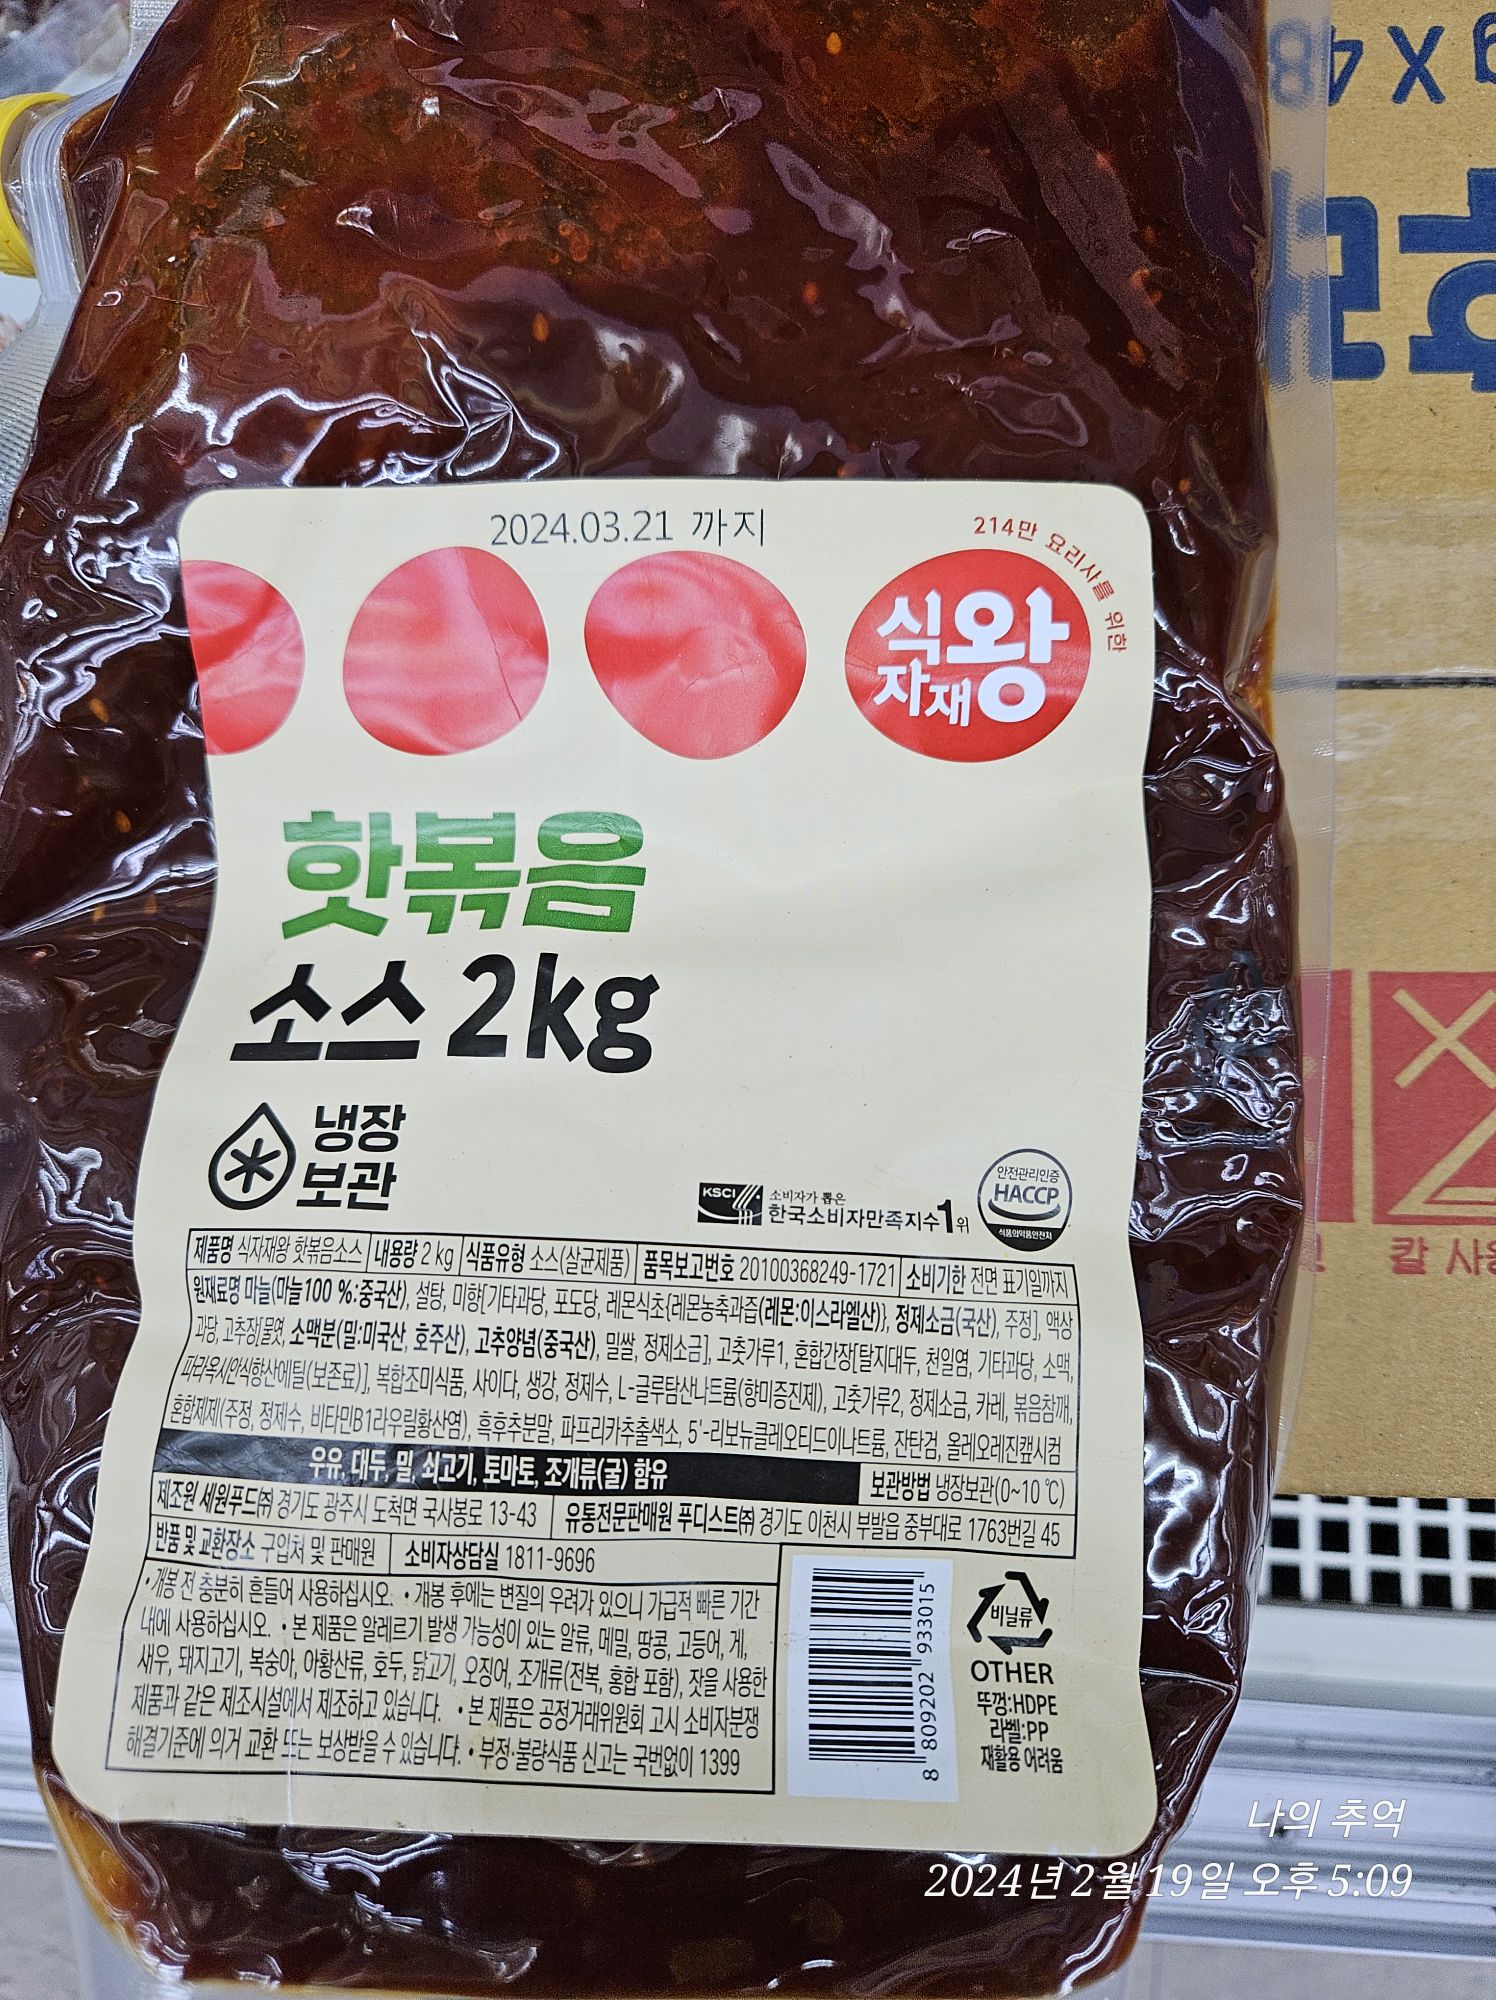 2024.03.21 까지
214만 요리사를 위한
식자재왕
핫볶음
소스 2kg
냉장
보관
KSCI
소비자가 뽑은
한국소비자만족지수1위
안전관리인증
HACCP
식품의약품안전처
제품명 식자재왕 핫볶음소스 내용량 2 kg 식품유형 소스(살균제품) 품목보고번호 20100368249-1721 소비기한 전면 표기일까지
원재료명 마늘(마늘100 %:중국산), 설탕, 미향[기타과당, 포도당, 레몬식초{레몬농축과즙(레몬:이스라엘산)}, 정제소금(국산), 주정], 액상
과당, 고추장[물엿, 소맥분(밀:미국산, 호주산), 고추양념(중국산), 밀쌀, 정제소금], 고춧가루1, 혼합간장[탈지대두, 천일염, 기타과당, 소맥,
파라옥시안식향산에틸(보존료)], 복합조미식품, 사이다, 생강, 정제수, L-글루탐산나트륨(향미증진제), 고춧가루2, 정제소금, 카레, 볶음참깨,
혼합제제(주정, 정제수, 비타민B1라우릴황산염), 흑후추분말, 파프리카추출색소, 5'-리보뉴클레오티드이나트륨, 잔탄검, 올레오레진캪시컴
우유, 대두, 밀, 쇠고기, 토마토, 조개류(굴) 함유 보관방법 냉장보관(0~10 ℃)
제조원 세원푸드㈜ 경기도 광주시 도척면 국사봉로 13-43 유통전문판매원 푸디스트㈜ 경기도 이천시 부발읍 중부대로 1763번길 45
반품 및 교환장소 구입처 및 판매원 소비자상담실 1811-9696
•개봉 전 충분히 흔들어 사용하십시오. •개봉 후에는 변질의 우려가 있으니 가급적 빠른 기간
내에 사용하십시오. •본 제품은 알레르기 발생 가능성이 있는 알류, 메밀, 땅콩, 고등어, 게,
새우, 돼지고기, 복숭아, 아황산류, 호두, 닭고기, 오징어, 조개류(전복, 홍합 포함), 잣을 사용한
제품과 같은 제조시설에서 제조하고 있습니다. •본 제품은 공정거래위원회 고시 소비자분쟁
해결기준에 의거 교환 또는 보상받을 수 있습니다. •부정·불량식품 신고는 국번없이 1399
8 809202 933015
비닐류
OTHER
뚜껑:HDPE
라벨:PP
재활용 어려움
칼 사용
나의 추억
2024년 2월 19일 오후 5:09